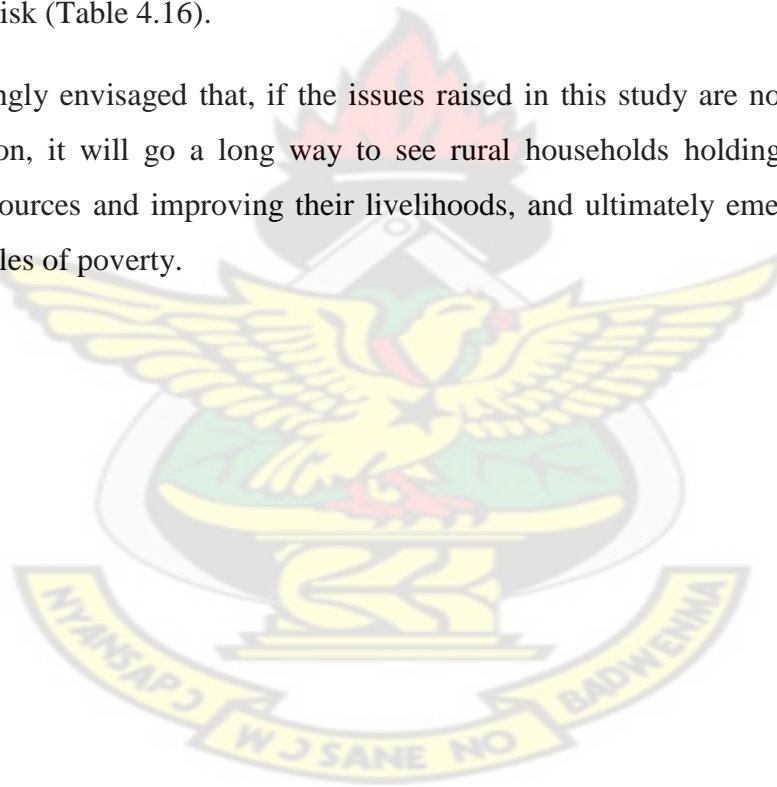 isk (Table 4.16).
ngly envisaged that, if the issues raised in this study are no
on, it will go a long way to see rural households holding
ources and improving their livelihoods, and ultimately eme
les of poverty.
NYANSAPƆ
WƆSANE NO
BADWENMA